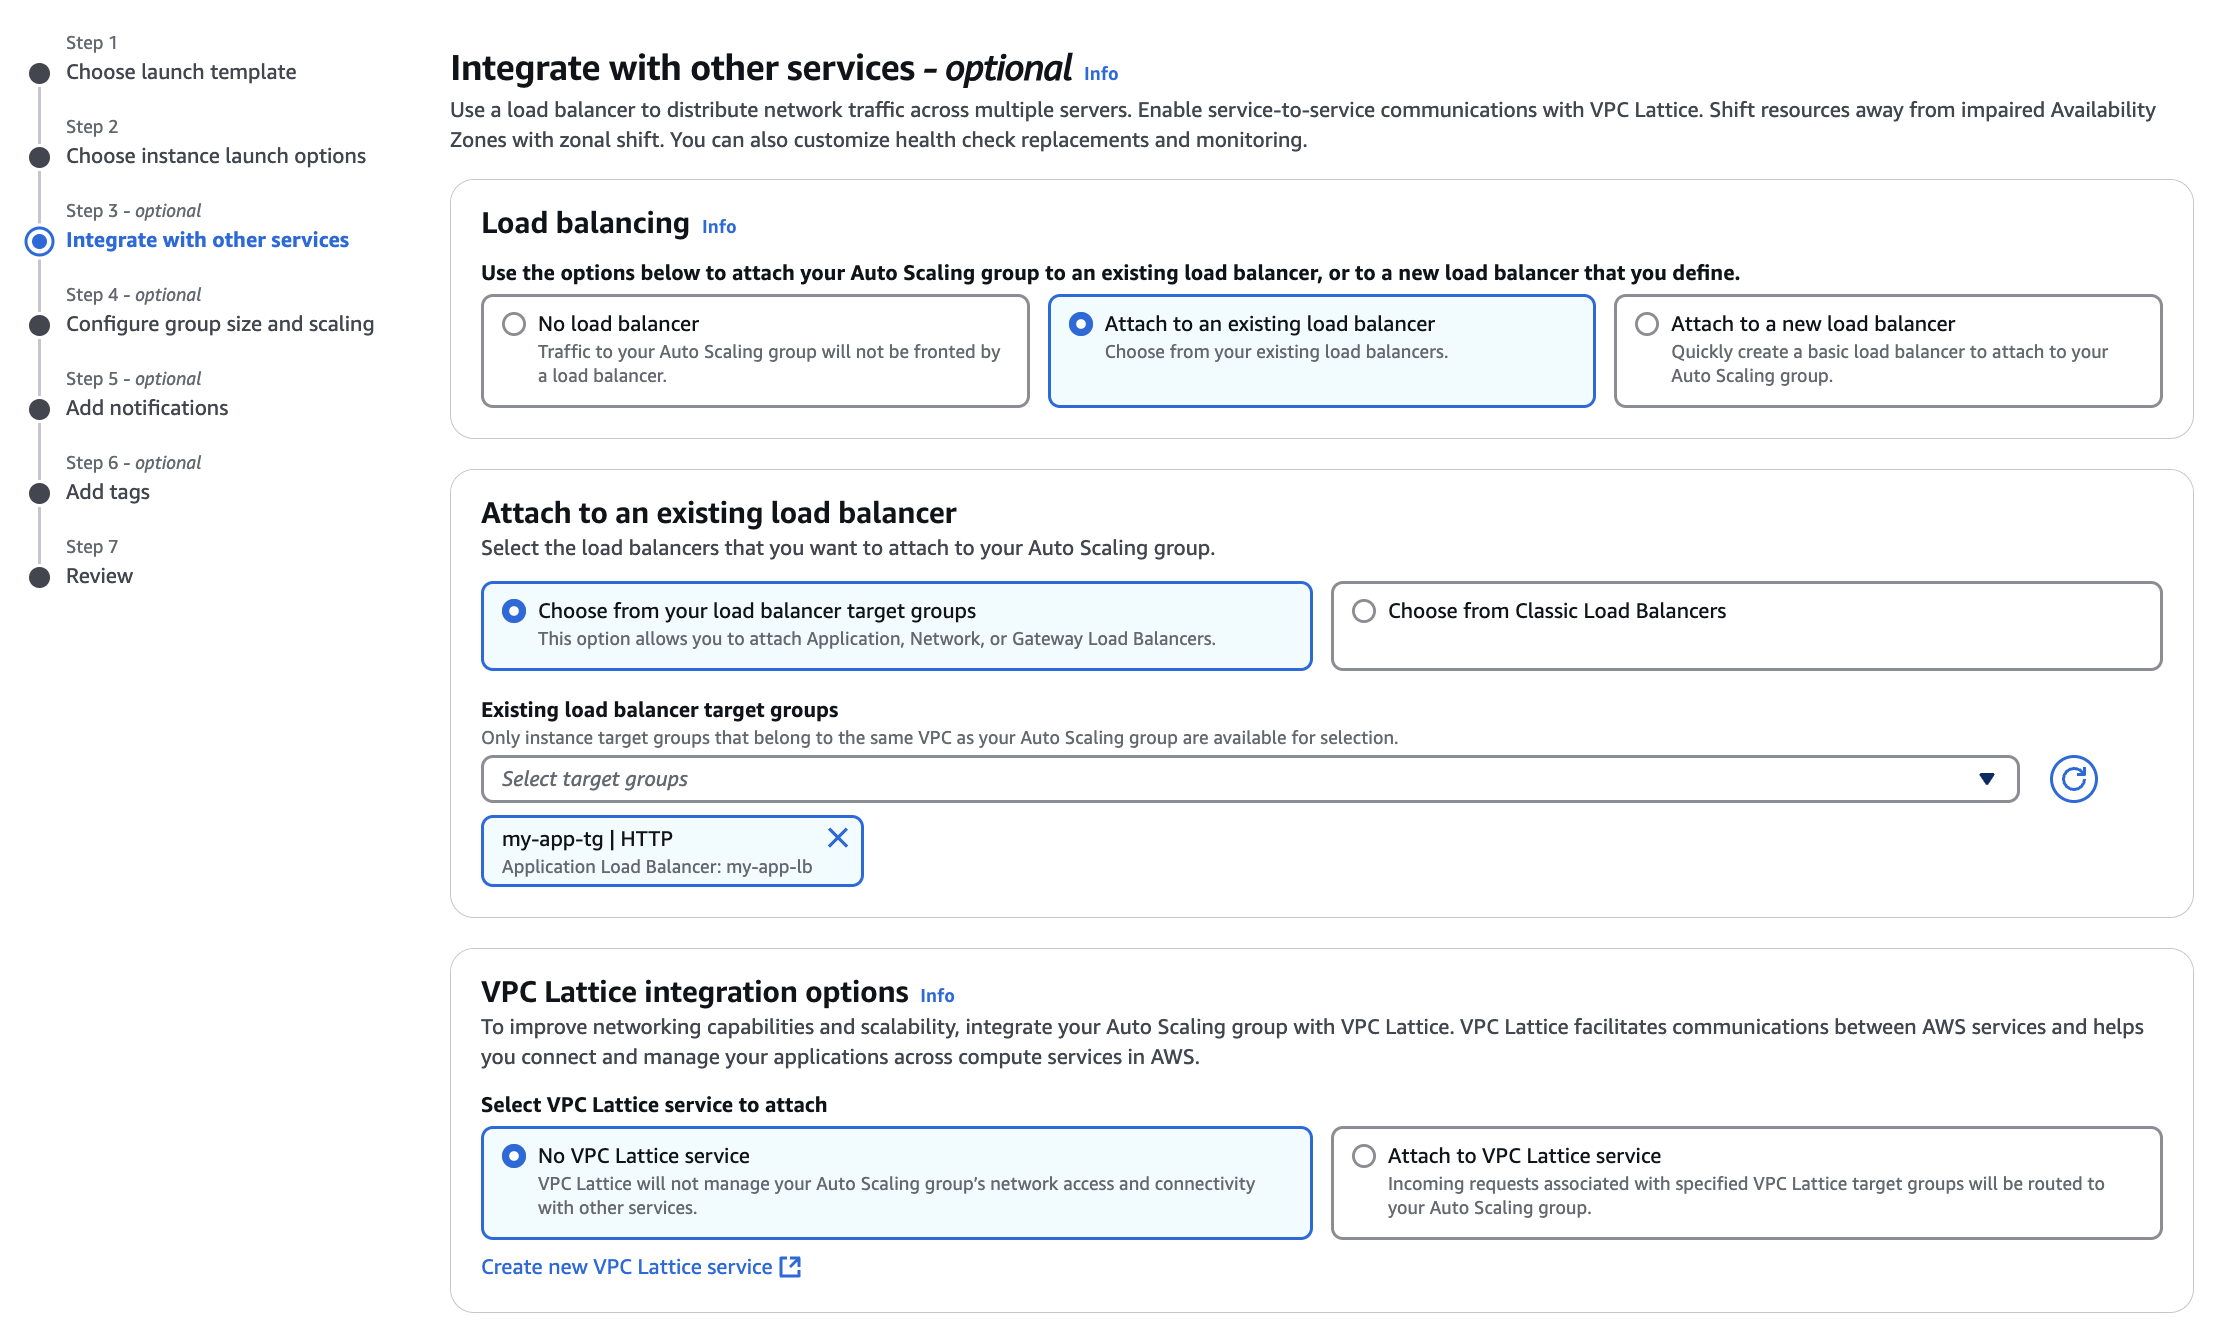 Step 1
Choose launch template
Step 2
Choose instance launch options
Step 3 - optional
Integrate with other services
Step 4 - optional
Configure group size and scaling
Step 5 - optional
Add notifications
Step 6 - optional
Add tags
Step 7
Review
Integrate with other services - optional Info
Use a load balancer to distribute network traffic across multiple servers. Enable service-to-service communications with VPC Lattice. Shift resources away from impaired Availability
Zones with zonal shift. You can also customize health check replacements and monitoring.
Load balancing Info
Use the options below to attach your Auto Scaling group to an existing load balancer, or to a new load balancer that you define.
No load balancer
Traffic to your Auto Scaling group will not be fronted by
a load balancer.
Attach to an existing load balancer
Choose from your existing load balancers.
Attach to a new load balancer
Quickly create a basic load balancer to attach to your
Auto Scaling group.
Attach to an existing load balancer
Select the load balancers that you want to attach to your Auto Scaling group.
Choose from your load balancer target groups
This option allows you to attach Application, Network, or Gateway Load Balancers.
Choose from Classic Load Balancers
Existing load balancer target groups
Only instance target groups that belong to the same VPC as your Auto Scaling group are available for selection.
Select target groups
my-app-tg | HTTP
Application Load Balancer: my-app-lb
VPC Lattice integration options Info
To improve networking capabilities and scalability, integrate your Auto Scaling group with VPC Lattice. VPC Lattice facilitates communications between AWS services and helps
you connect and manage your applications across compute services in AWS.
Select VPC Lattice service to attach
No VPC Lattice service
VPC Lattice will not manage your Auto Scaling group's network access and connectivity
with other services.
Attach to VPC Lattice service
Incoming requests associated with specified VPC Lattice target groups will be routed to
your Auto Scaling group.
Create new VPC Lattice service